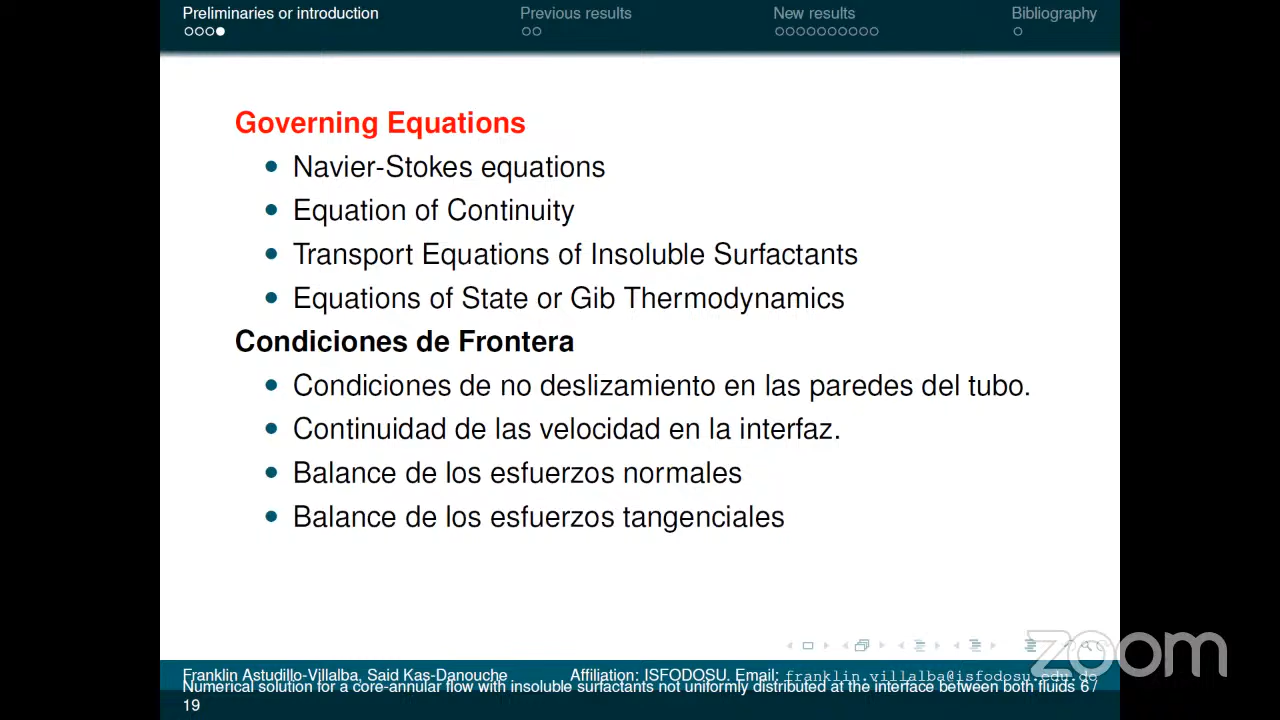 Preliminaries or introduction Previous results New results Bibliography
Governing Equations
Navier-Stokes equations
Equation of Continuity
Transport Equations of Insoluble Surfactants
Equations of State or Gib Thermodynamics
Condiciones de Frontera
Condiciones de no deslizamiento en las paredes del tubo.
Continuidad de las velocidad en la interfaz.
Balance de los esfuerzos normales
Balance de los esfuerzos tangenciales
zoom
Franklin Astudillo-Villalba, Said Kas-Danouche Affiliation: ISFODOSU. Email: franklin.villalba@isfodosu.edu.do
Numerical solution for a core-annular flow with insoluble surfactants not uniformly distributed at the interface between both fluids 6 /
19